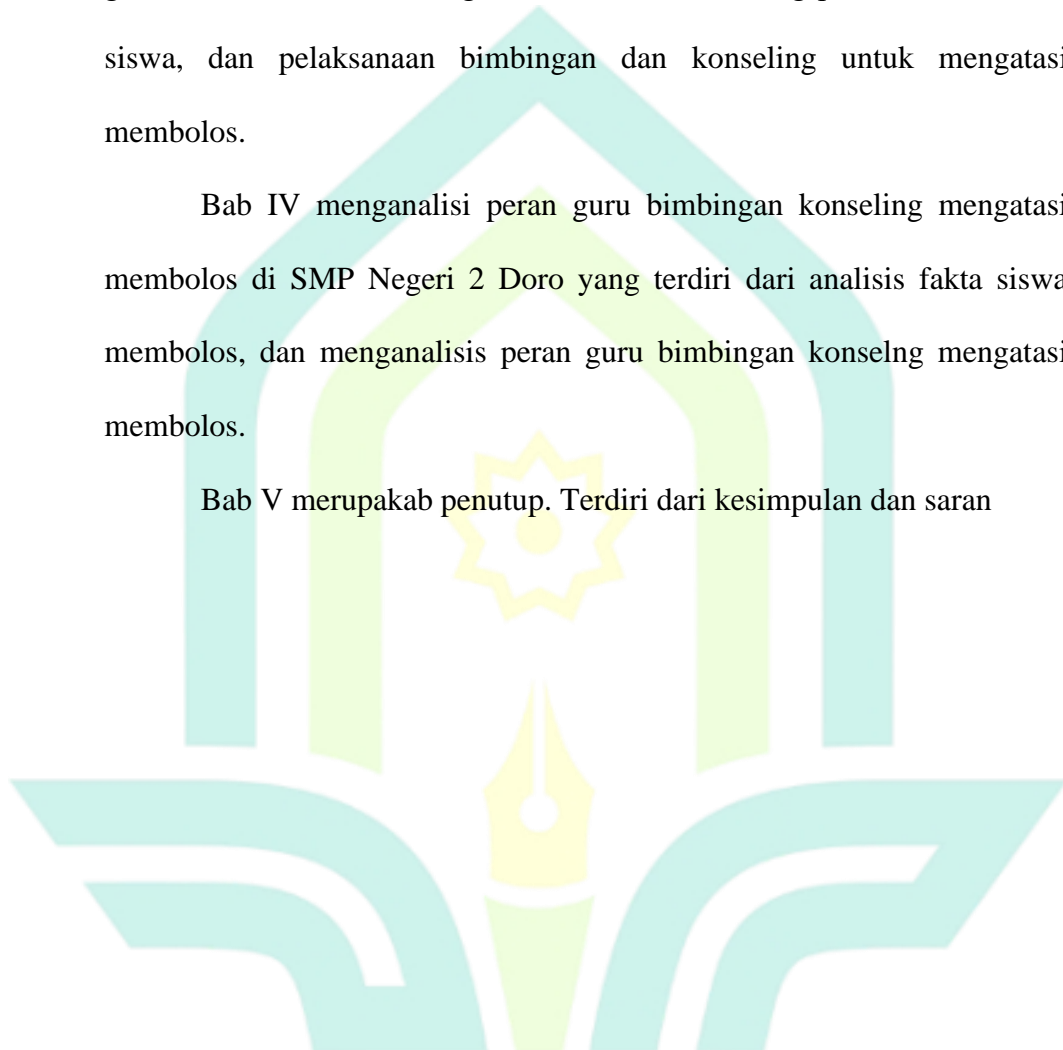 siswa, dan pelaksanaan bimbingan dan konseling untuk mengatasi
membolos.
Bab IV menganalisi peran guru bimbingan konseling mengatasi
membolos di SMP Negeri 2 Doro yang terdiri dari analisis fakta siswa
membolos, dan menganalisis peran guru bimbingan konselng mengatasi
membolos.
Bab V merupakab penutup. Terdiri dari kesimpulan dan saran